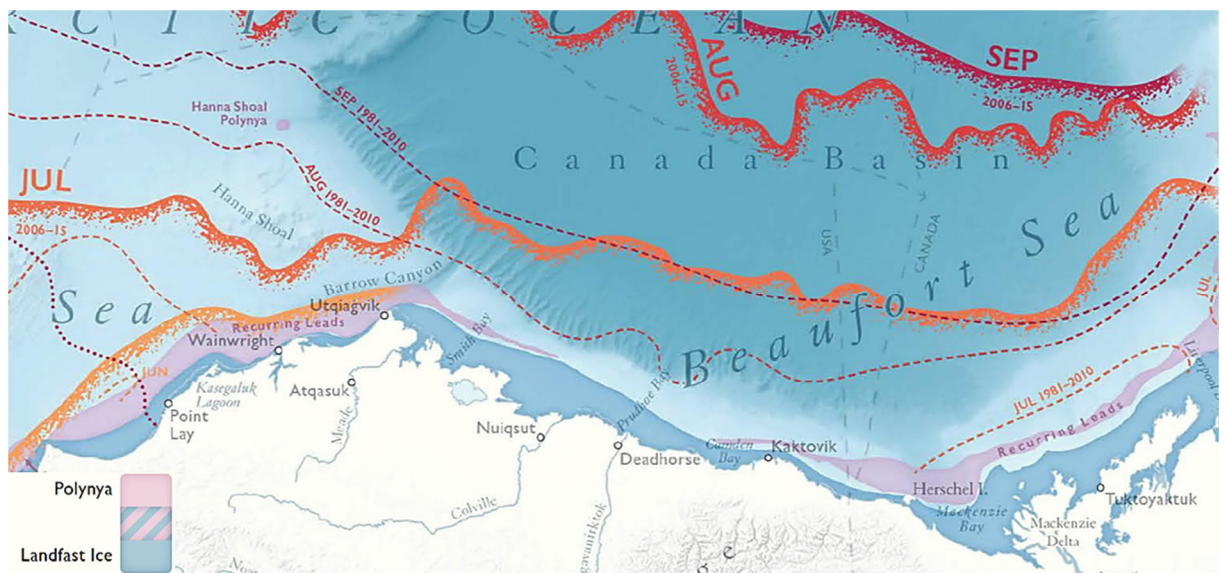 C T I C O C E A N
SEP
2006–15
AUG
2006–15
SEP 1981–2010
Hanna Shoal
Polynya
AUG 1981–2010
Canada Basin
JUL
2006–15
Hanna Shoal
USA
CANADA
Beaufort Sea
Sea
Barrow Canyon
Utqiagvik
Recurring Leads
Wainwright
Smith Bay
JUN
Kasegaluk
Lagoon
Atqasuk
Point
Lay
Meade
Prudhoe Bay
JUL 1981–2010
Recurring Leads
Nuiqsut
Deadhorse
Camden
Bay
Kaktovik
Herschel I.
Mackenzie
Bay
Tuktoyaktuk
Mackenzie
Delta
Colville
Polynya
Landfast Ice